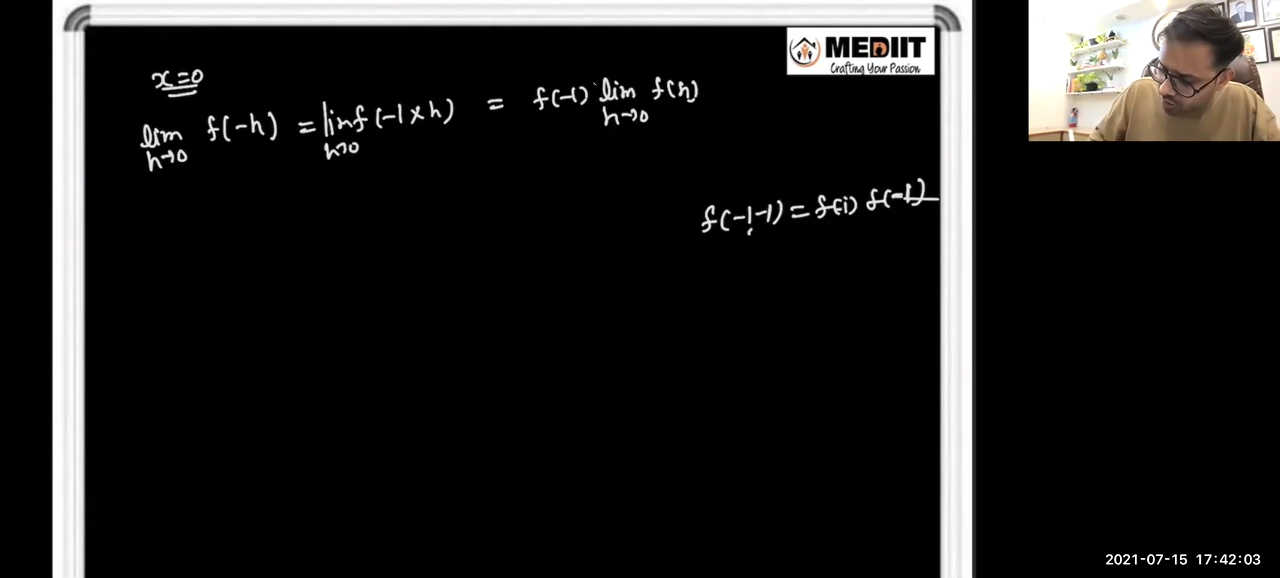 MEDIIT
Crafting Your Passion
x=0
lim h→0 f(-h) = lim h→0 f(-1×h) = f(-1) lim h→0 f(h)
f(-1-1) = f(1) f(-1)
2021-07-15 17:42:03